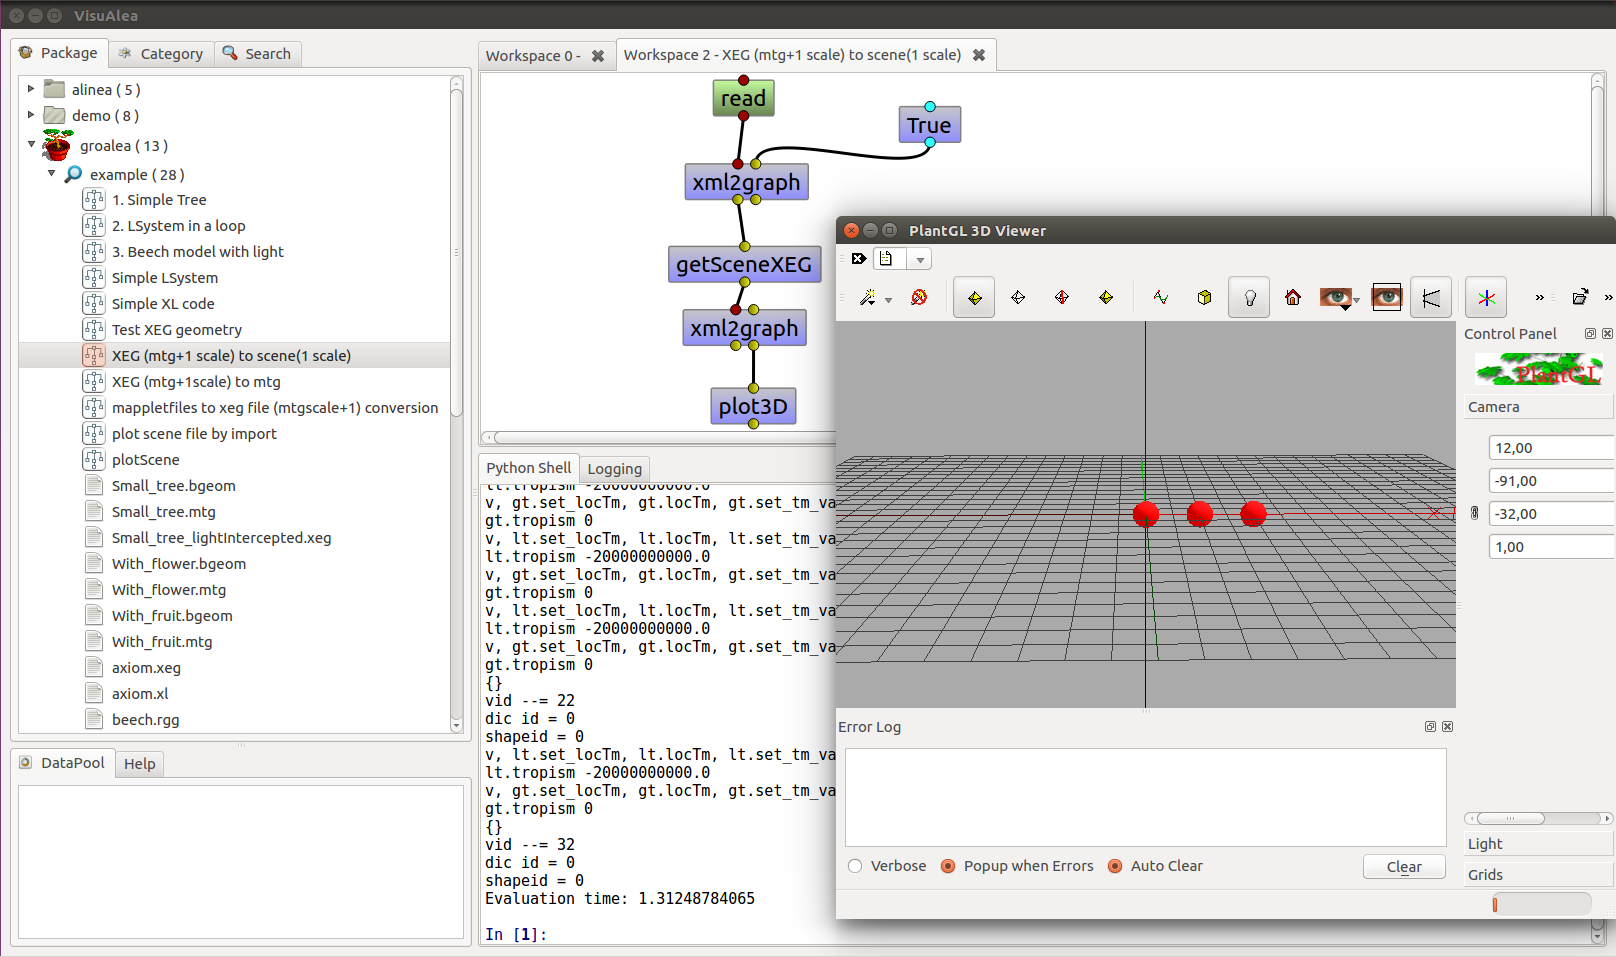 VisuAlea
Package
Category
Search
alinea ( 5 )
demo ( 8 )
groalea ( 13 )
example ( 28 )
1. Simple Tree
2. LSystem in a loop
3. Beech model with light
Simple LSystem
Simple XL code
Test XEG geometry
XEG (mtg+1 scale) to scene(1 scale)
XEG (mtg+1scale) to mtg
mappletfiles to xeg file (mtgscale+1) conversion
plot scene file by import
plotScene
Small_tree.bgeom
Small_tree.mtg
Small_tree_lightIntercepted.xeg
With_flower.bgeom
With_flower.mtg
With_fruit.bgeom
With_fruit.mtg
axiom.xeg
axiom.xl
beech.rgg
DataPool
Help
Workspace 0 -
Workspace 2 - XEG (mtg+1 scale) to scene(1 scale)
read
True
xml2graph
getSceneXEG
xml2graph
plot3D
Python Shell
Logging
lt.tropism -20000000000.0
v, gt.set_locTm, gt.locTm, gt.set_tm_va
gt.tropism 0
v, lt.set_locTm, lt.locTm, lt.set_tm_va
lt.tropism -20000000000.0
v, gt.set_locTm, gt.locTm, gt.set_tm_va
gt.tropism 0
v, lt.set_locTm, lt.locTm, lt.set_tm_va
lt.tropism -20000000000.0
v, gt.set_locTm, gt.locTm, gt.set_tm_va
gt.tropism 0
{}
vid --= 22
dic id = 0
shapeid = 0
v, lt.set_locTm, lt.locTm, lt.set_tm_va
lt.tropism -20000000000.0
v, gt.set_locTm, gt.locTm, gt.set_tm_va
gt.tropism 0
{}
vid --= 32
dic id = 0
shapeid = 0
Evaluation time: 1.31248784065
In [1]:
PlantGL 3D Viewer
»
»
Control Panel
PlantGL
Camera
12,00
-91,00
-32,00
1,00
X
Error Log
Verbose
Popup when Errors
Auto Clear
Clear
Light
Grids